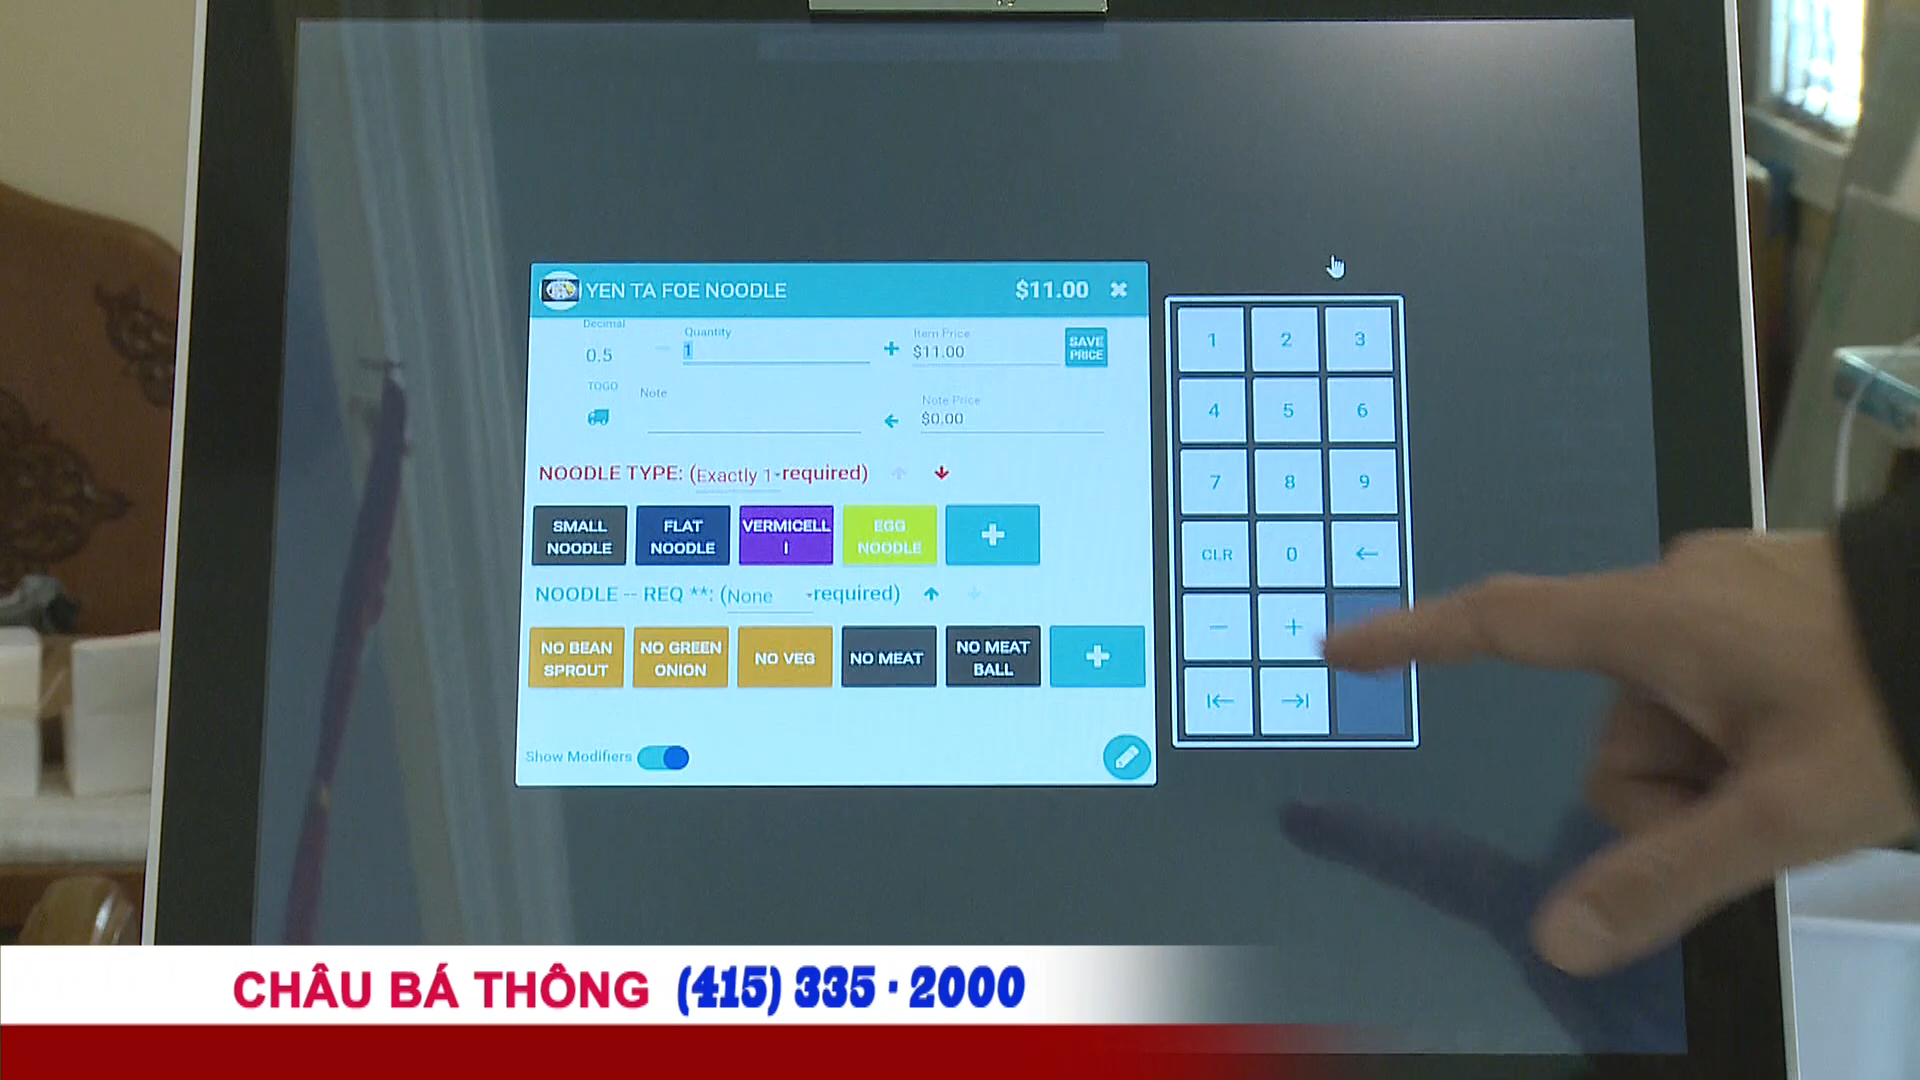 YEN TA FOE NOODLE $11.00 ✖
Decimal Quantity Item Price
0.5 − 1 + $11.00 SAVE PRICE
TOGO Note Note Price
← $0.00
NOODLE TYPE: (Exactly 1-required) ↑ ↓
SMALL NOODLE
FLAT NOODLE
VERMICELLI
EGG NOODLE
+
NOODLE -- REQ **: (None -required) ↑ ↓
NO BEAN SPROUT
NO GREEN ONION
NO VEG
NO MEAT
NO MEAT BALL
+
Show Modifiers
1 2 3
4 5 6
7 8 9
CLR 0 ←
− +
|← →|
CHÂU BÁ THÔNG (415) 335 · 2000